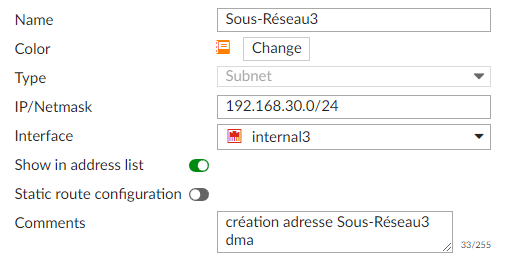 Name Sous-Réseau3
Color Change
Type Subnet
IP/Netmask 192.168.30.0/24
Interface internal3
Show in address list
Static route configuration
Comments création adresse Sous-Réseau3
dma 33/255